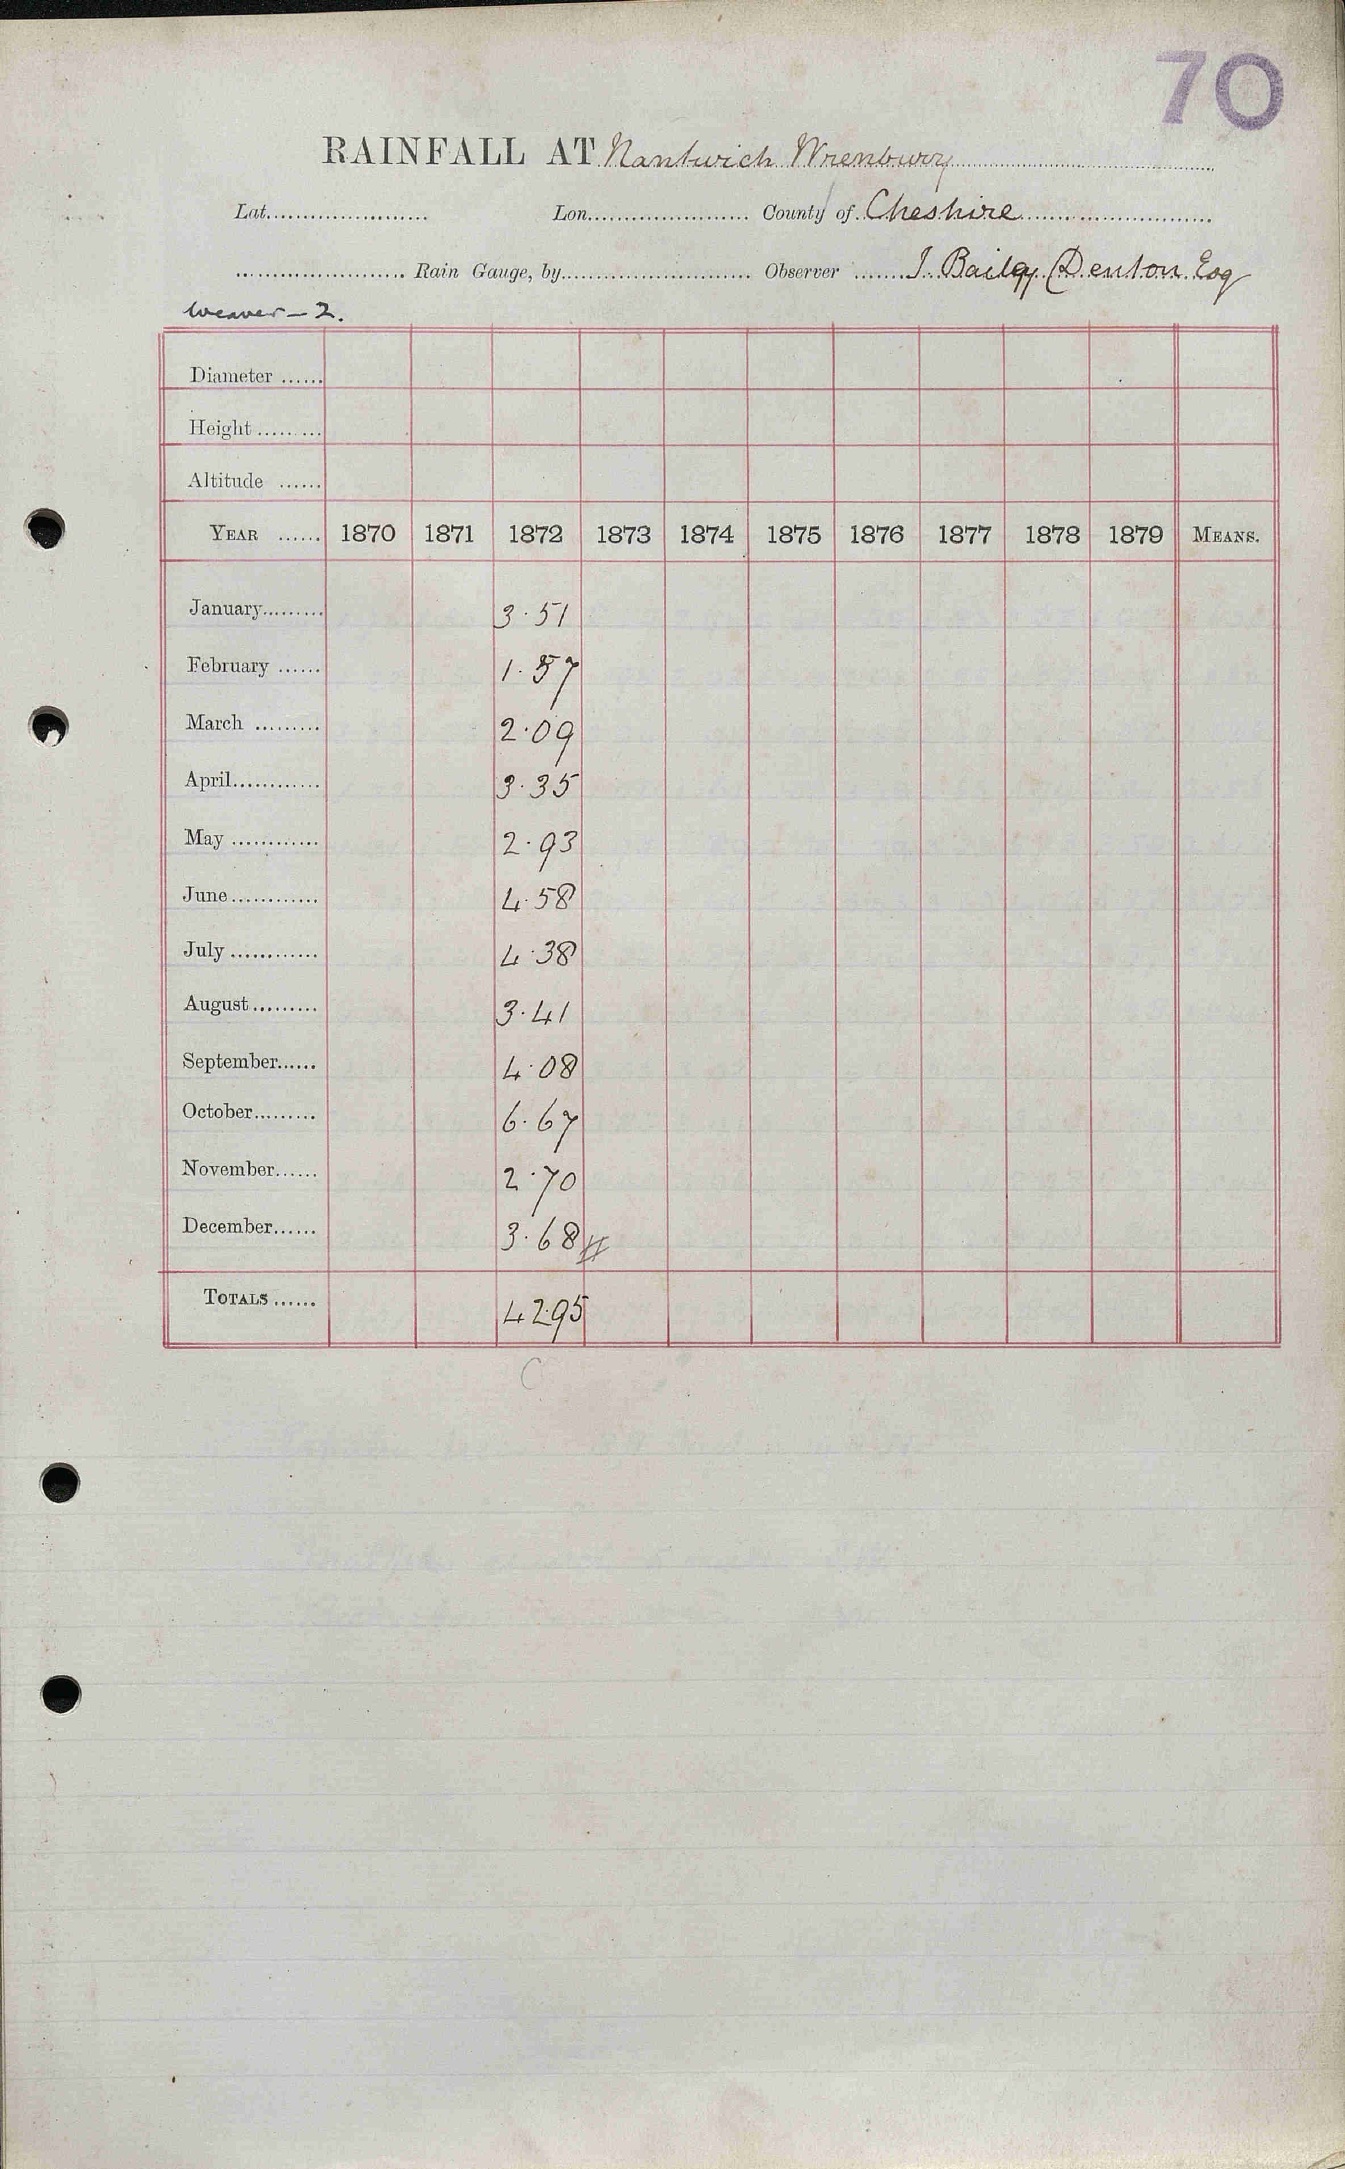 70
RAINFALL AT Nantwich Wrenbury
Lat. Lon. County of Cheshire
Rain Gauge, by Observer J. Bailey Denton Esq
Weaver – 2.
Diameter ......
Height .........
Altitude ......
YEAR ...... 1870 1871 1872 1873 1874 1875 1876 1877 1878 1879 MEANS.
January......... 3.51
February ...... 1.57
March ......... 2.09
April............ 3.35
May ............ 2.93
June............ 4.58
July ............ 4.38
August......... 3.41
September...... 4.08
October......... 6.67
November...... 2.70
December...... 3.68 #
TOTALS ...... 42.95
C